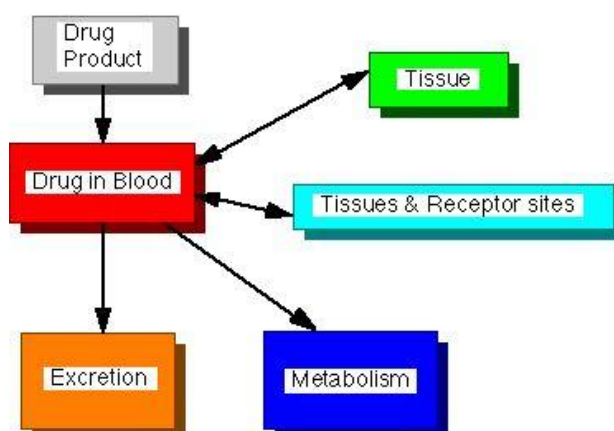 Drug
Product
Tissue
Drug in Blood
Tissues & Receptor sites
Excretion
Metabolism